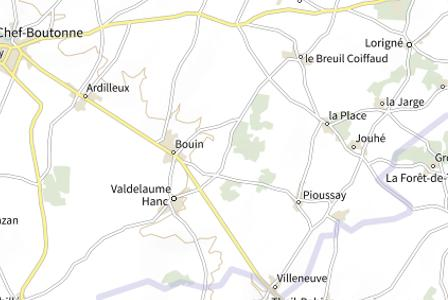 Chef-Boutonne
Lorigné
le Breuil Coiffaud
Ardilleux
la Jarge
la Place
Jouhé
Bouin
La Forêt-de-
Valdelaume
Hanc
Pioussay
Villeneuve